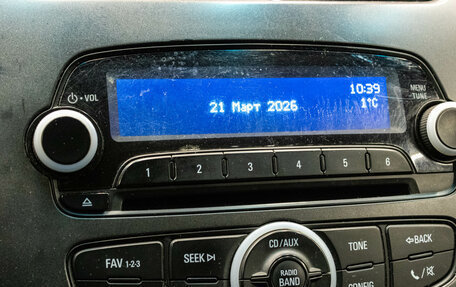 10:39
MENU
TUNE
VOL
21 Март 2026
1°C
1 2 3 4 5 6
FAV 1-2-3
SEEK
CD/AUX
TONE
BACK
RADIO
BAND
CONFIG